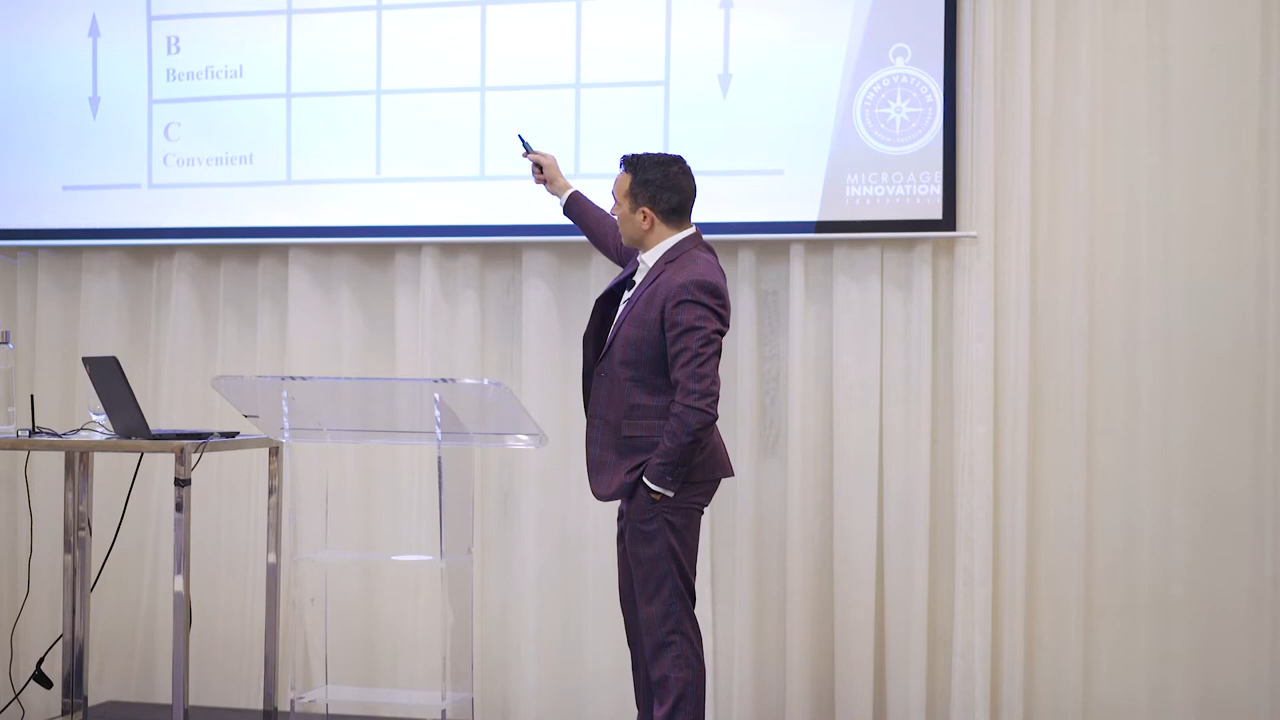 B
Beneficial
C
Convenient
INNOVATION
MICROAGE
INNOVATION